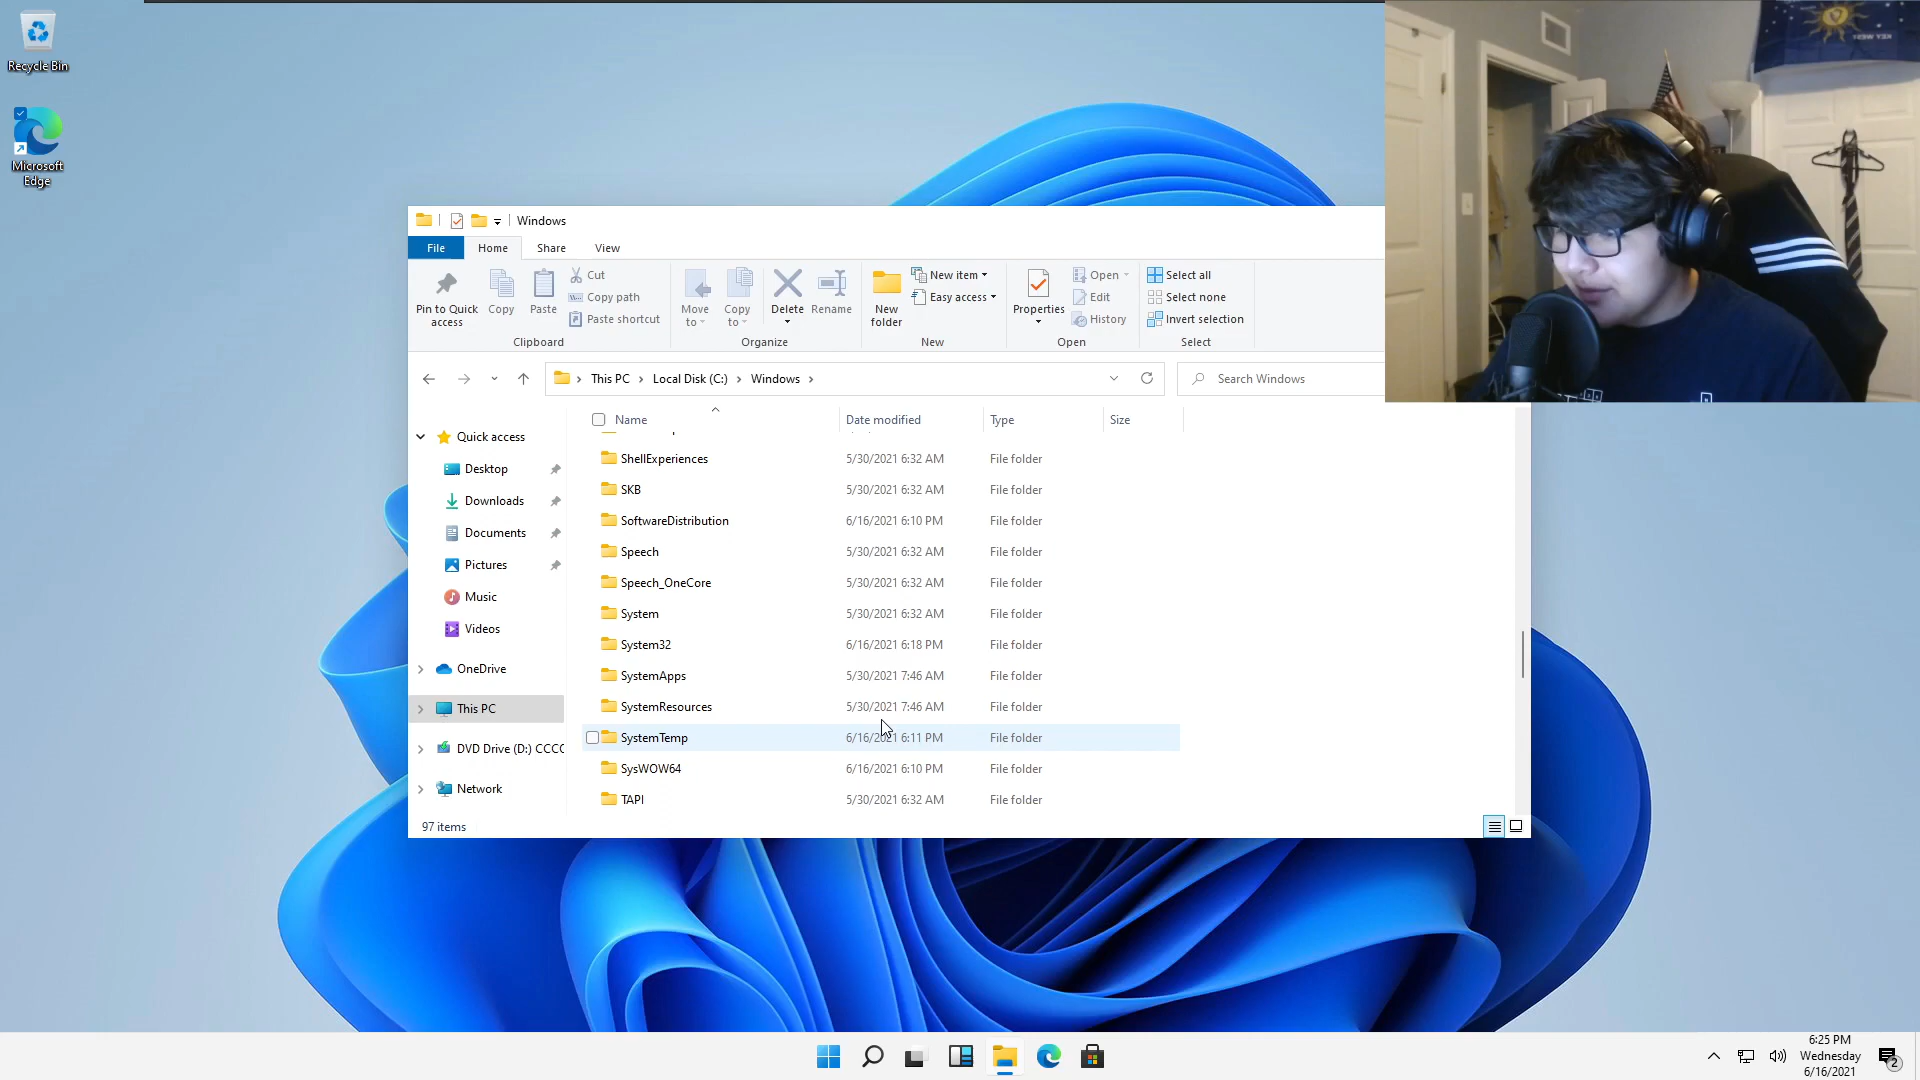 Recycle Bin
Microsoft
Edge
KEY WEST
Windows
File
Home
Share
View
Pin to Quick
access
Copy
Paste
Cut
Copy path
Paste shortcut
Clipboard
Move
to
Copy
to
Delete
Rename
Organize
New
folder
New item
Easy access
New
Properties
Open
Edit
History
Open
Select all
Select none
Invert selection
Select
This PC
Local Disk (C:)
Windows
Search Windows
Name
Date modified
Type
Size
Quick access
Desktop
Downloads
Documents
Pictures
Music
Videos
OneDrive
This PC
DVD Drive (D:) CCC
Network
ShellExperiences 5/30/2021 6:32 AM File folder
SKB 5/30/2021 6:32 AM File folder
SoftwareDistribution 6/16/2021 6:10 PM File folder
Speech 5/30/2021 6:32 AM File folder
Speech_OneCore 5/30/2021 6:32 AM File folder
System 5/30/2021 6:32 AM File folder
System32 6/16/2021 6:18 PM File folder
SystemApps 5/30/2021 7:46 AM File folder
SystemResources 5/30/2021 7:46 AM File folder
SystemTemp 6/16/2021 6:11 PM File folder
SysWOW64 6/16/2021 6:10 PM File folder
TAPI 5/30/2021 6:32 AM File folder
97 items
6:25 PM
Wednesday
6/16/2021
2